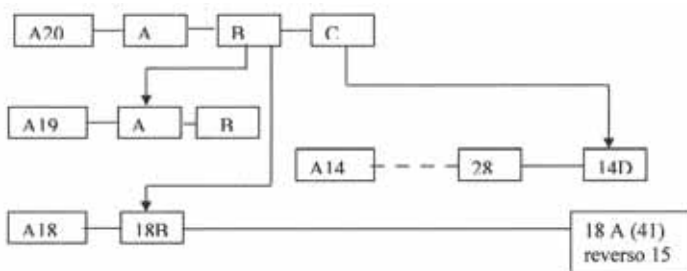 A20 A B C
A19 A B
A14 28 14D
A18 18B 18 A (41)
reverso 15